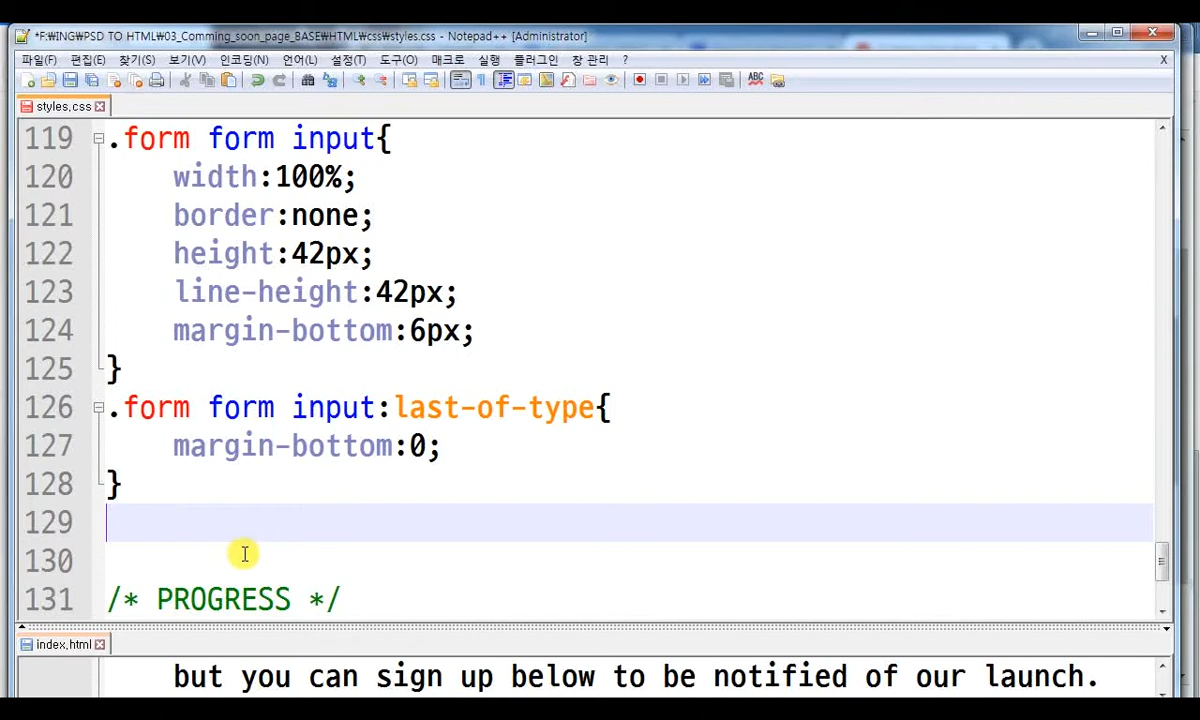 *F:₩ING₩PSD TO HTML₩03_Comming_soon_page_BASE₩HTML₩css₩styles.css - Notepad++ [Administrator]
파일(F) 편집(E) 찾기(S) 보기(V) 인코딩(N) 언어(L) 설정(T) 도구(O) 매크로 실행 플러그인 창 관리 ? X
ABC
styles.css
119 .form form input{
120 width:100%;
121 border:none;
122 height:42px;
123 line-height:42px;
124 margin-bottom:6px;
125 }
126 .form form input:last-of-type{
127 margin-bottom:0;
128 }
129
130
131 /* PROGRESS */
index.html
but you can sign up below to be notified of our launch.